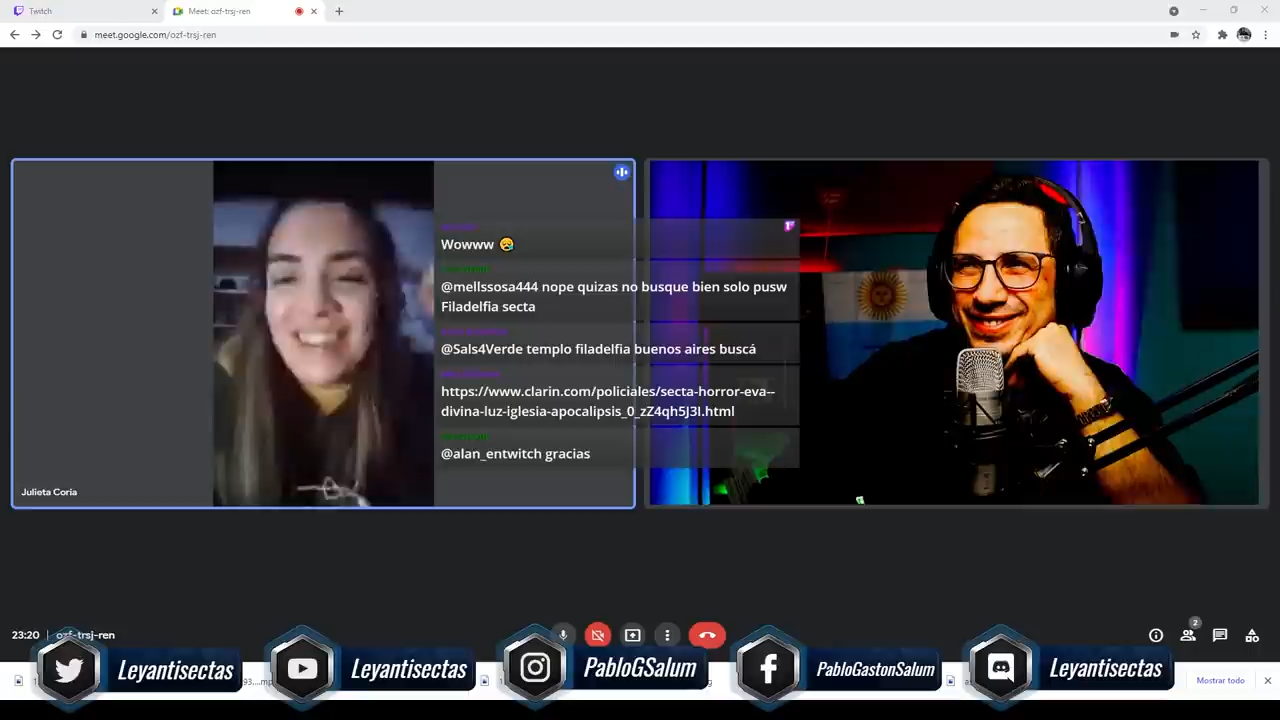 Twitch
Meet: ozf-trsj-ren
meet.google.com/ozf-trsj-ren
Wowww
@mellssosa444 nope quizas no busque bien solo pusw
Filadelfia secta
@Sals4Verde templo filadelfia buenos aires buscá
https://www.clarin.com/policiales/secta-horror-eva--
divina-luz-iglesia-apocalipsis_0_zZ4qh5J3I.html
@alan_entwitch gracias
Julieta Coria
23:20 | ozf-trsj-ren
2
Leyantisectas
Leyantisectas
PabloGSalum
PabloGastonSalum
Leyantisectas
Mostrar todo